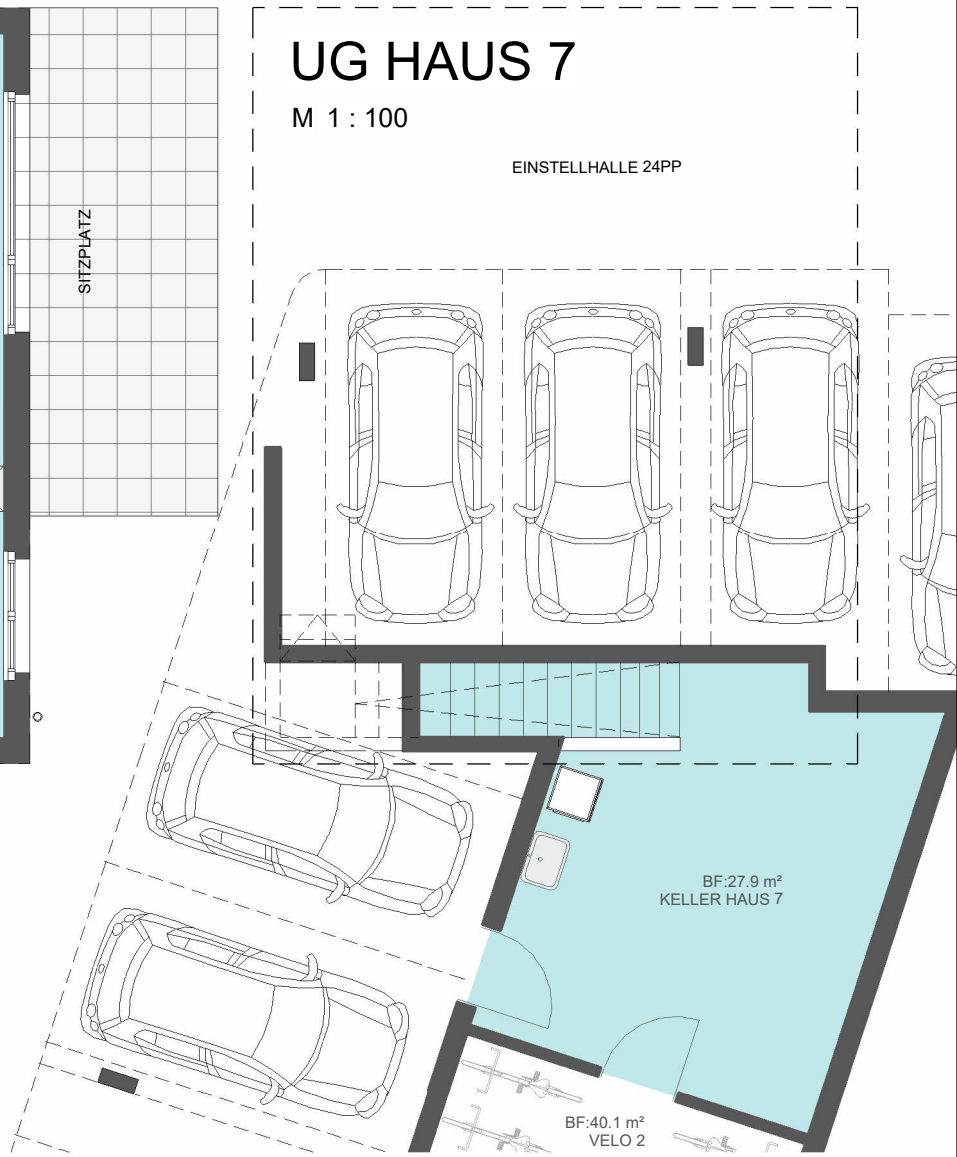 UG HAUS 7
M 1 : 100
EINSTELLHALLE 24PP
SITZPLATZ
BF:27.9 m²
KELLER HAUS 7
BF:40.1 m²
VELO 2